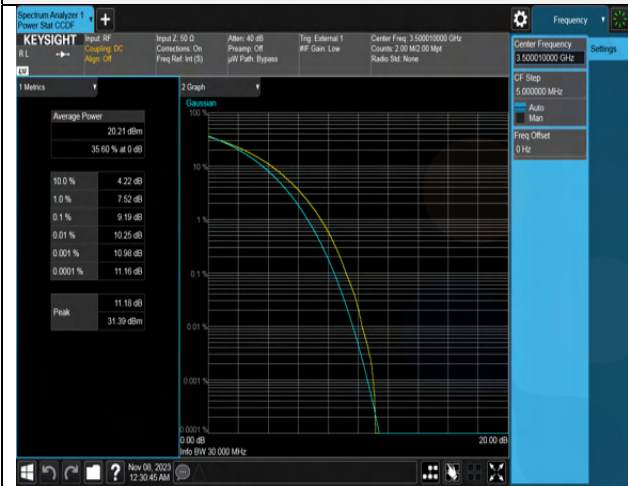 Spectrum Analyzer 1
Power Stat CCDF
Frequency
KEYSIGHT
RL
LW
Input: RF
Coupling: DC
Align: Off
Input Z: 50 Ω
Corrections: On
Freq Ref: Int (S)
Atten: 40 dB
Preamp: Off
µW Path: Bypass
Trig: External 1
#IF Gain: Low
Center Freq: 3.500010000 GHz
Counts: 2.00 M/2.00 Mpt
Radio Std: None
Center Frequency
3.500010000 GHz
Settings
CF Step
5.000000 MHz
Auto
Man
Freq Offset
0 Hz
1 Metrics
Average Power
20.21 dBm
35.60 % at 0 dB
10.0 % 4.22 dB
1.0 % 7.52 dB
0.1 % 9.19 dB
0.01 % 10.25 dB
0.001 % 10.98 dB
0.0001 % 11.16 dB
Peak
11.18 dB
31.39 dBm
2 Graph
Gaussian
100 %
10 %
1 %
0.1 %
0.01 %
0.001 %
0.0001 %
0.00 dB
20.00 dB
Info BW 30.000 MHz
Nov 08, 2023
12:30:45 AM